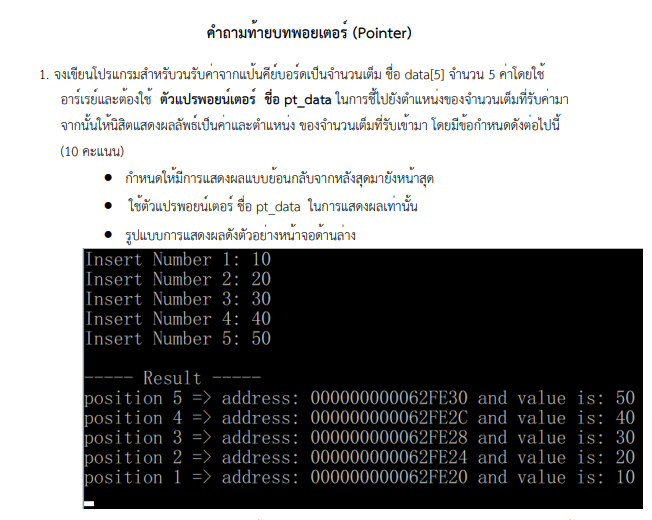 คำถามท้ายบทพอยเตอร์ (Pointer)
1. จงเขียนโปรแกรมสำหรับวนรับค่าจากแป้นคีย์บอร์ดเป็นจำนวนเต็ม ชื่อ data[5] จำนวน 5 ค่าโดยใช้
อาร์เรย์และต้องใช้ ตัวแปรพอยน์เตอร์ ชื่อ pt_data ในการชี้ไปยังตำแหน่งของจำนวนเต็มที่รับค่ามา
จากนั้นให้นิสิตแสดงผลลัพธ์เป็นค่าและตำแหน่ง ของจำนวนเต็มที่รับเข้ามา โดยมีข้อกำหนดดังต่อไปนี้
(10 คะแนน)
● กำหนดให้มีการแสดงผลแบบย้อนกลับจากหลังสุดมายังหน้าสุด
● ใช้ตัวแปรพอยน์เตอร์ ชื่อ pt_data ในการแสดงผลเท่านั้น
● รูปแบบการแสดงผลดังตัวอย่างหน้าจอด้านล่าง
Insert Number 1: 10
Insert Number 2: 20
Insert Number 3: 30
Insert Number 4: 40
Insert Number 5: 50
----- Result -----
position 5 => address: 000000000062FE30 and value is: 50
position 4 => address: 000000000062FE2C and value is: 40
position 3 => address: 000000000062FE28 and value is: 30
position 2 => address: 000000000062FE24 and value is: 20
position 1 => address: 000000000062FE20 and value is: 10